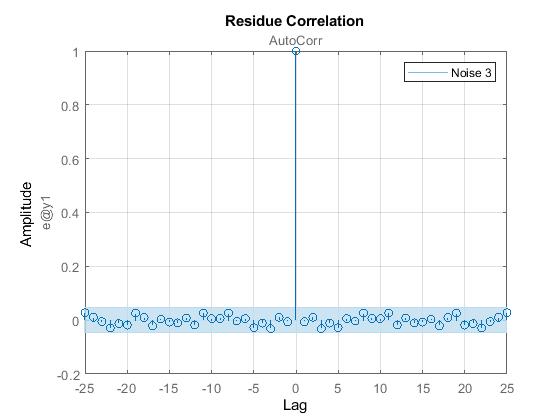 Residue Correlation
AutoCorr
Noise 3
1
0.8
0.6
0.4
0.2
0
-0.2
Amplitude
e@y1
-25 -20 -15 -10 -5 0 5 10 15 20 25
Lag